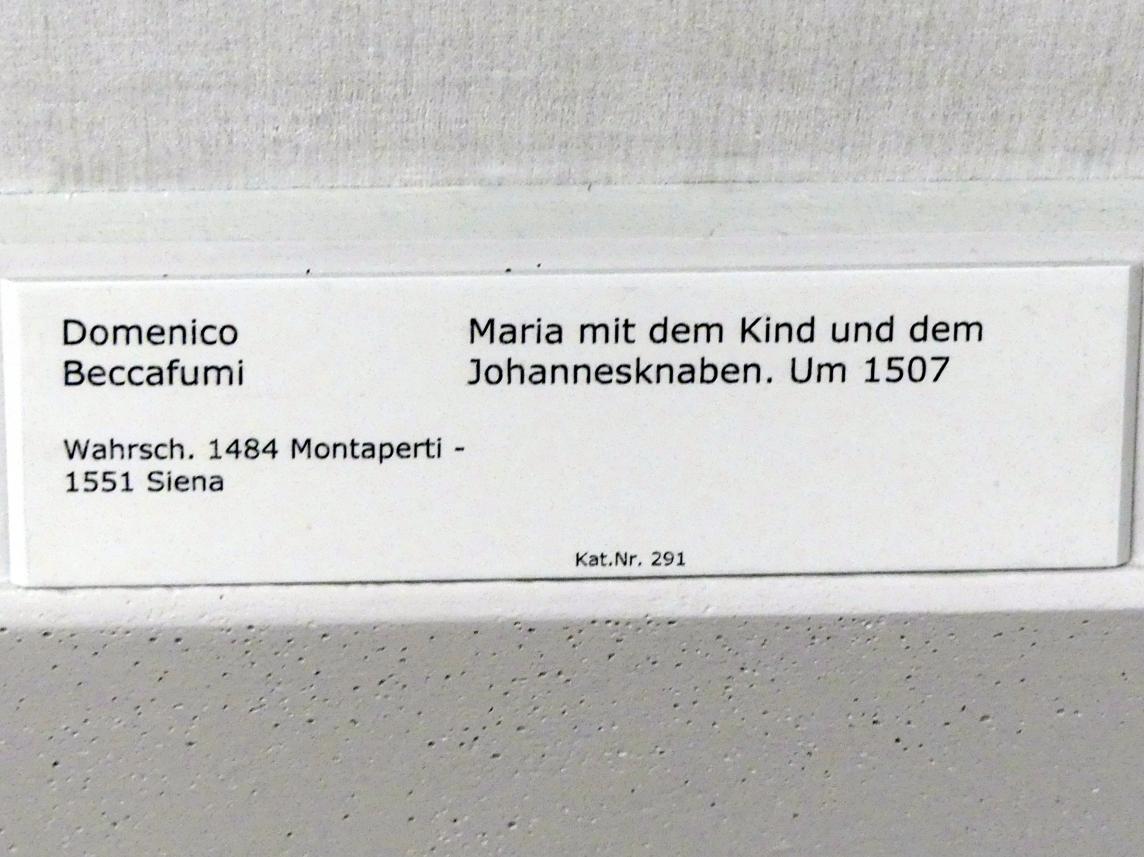 Domenico
Beccafumi
Wahrsch. 1484 Montaperti -
1551 Siena
Maria mit dem Kind und dem
Johannesknaben. Um 1507
Kat.Nr. 291